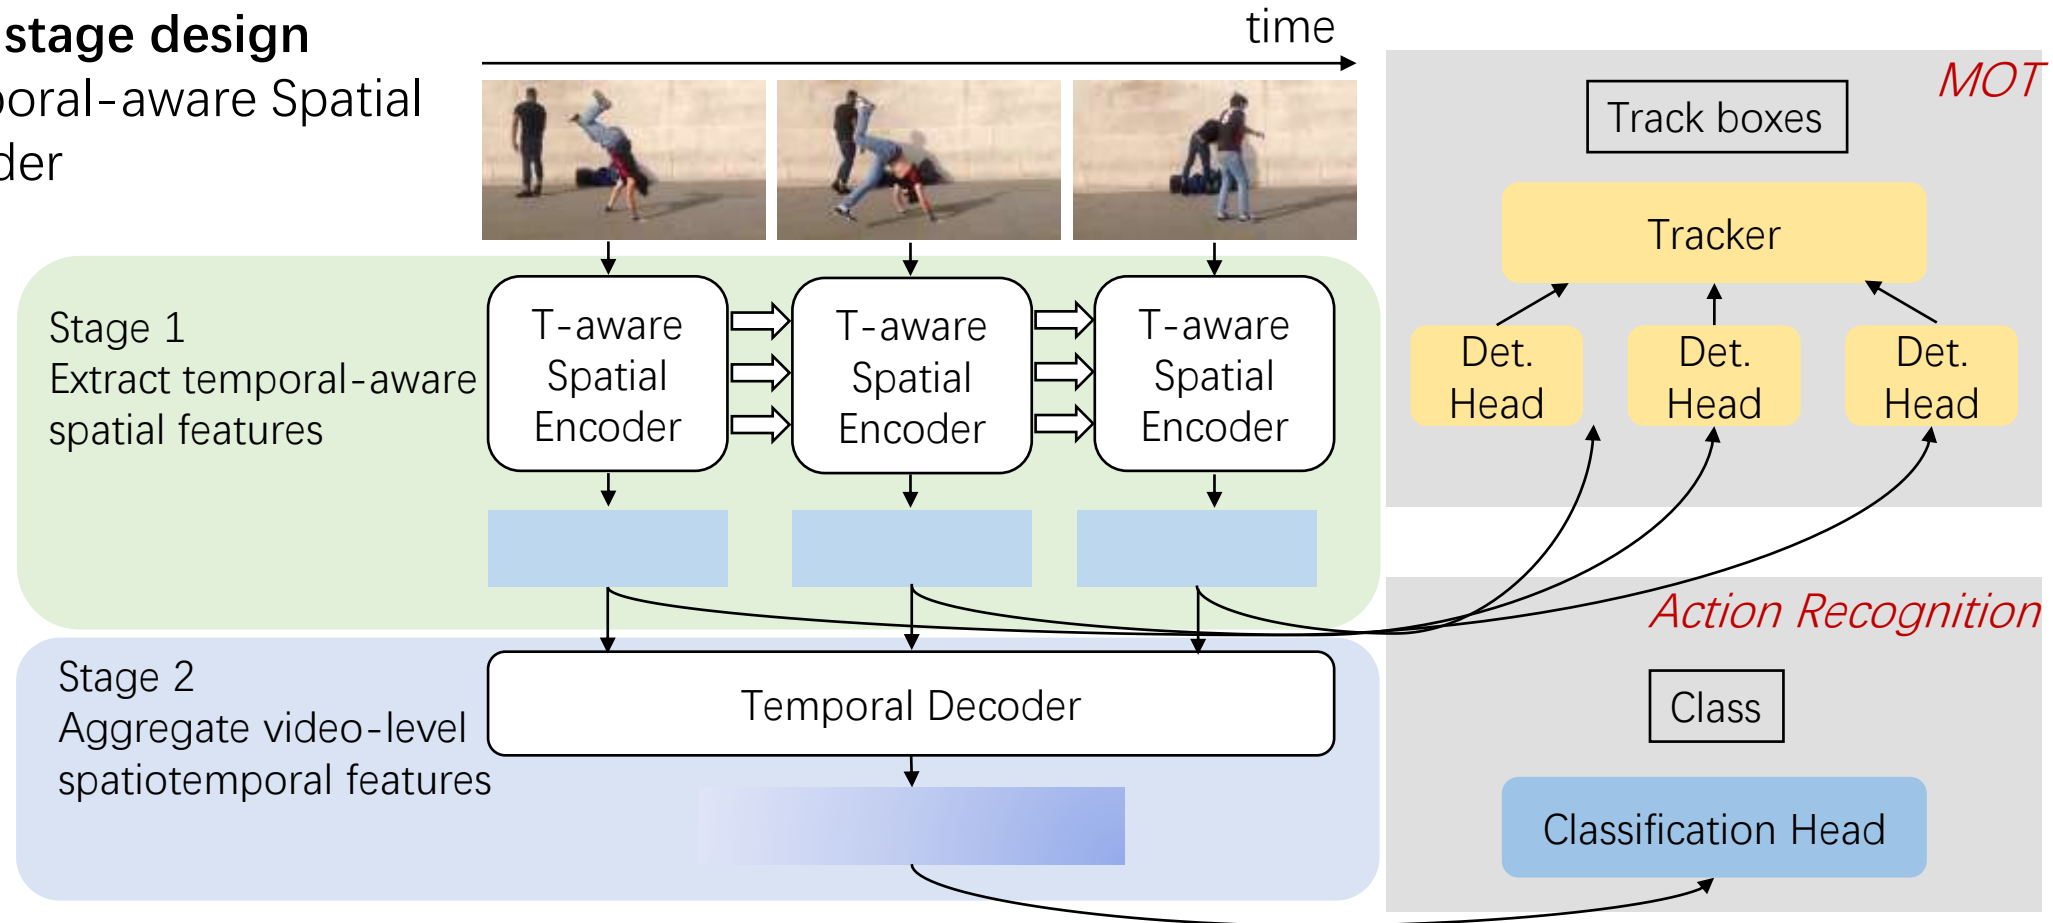 stage design
poral-aware Spatial
der
time
MOT
Track boxes
Tracker
Det.
Head
Det.
Head
Det.
Head
Stage 1
Extract temporal-aware
spatial features
T-aware
Spatial
Encoder
T-aware
Spatial
Encoder
T-aware
Spatial
Encoder
Action Recognition
Class
Classification Head
Stage 2
Aggregate video-level
spatiotemporal features
Temporal Decoder